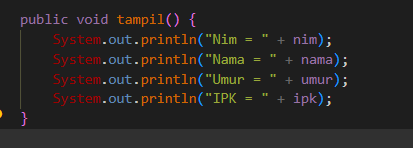 public void tampil() {
    System.out.println("Nim = " + nim);
    System.out.println("Nama = " + nama);
    System.out.println("Umur = " + umur);
    System.out.println("IPK = " + ipk);
}